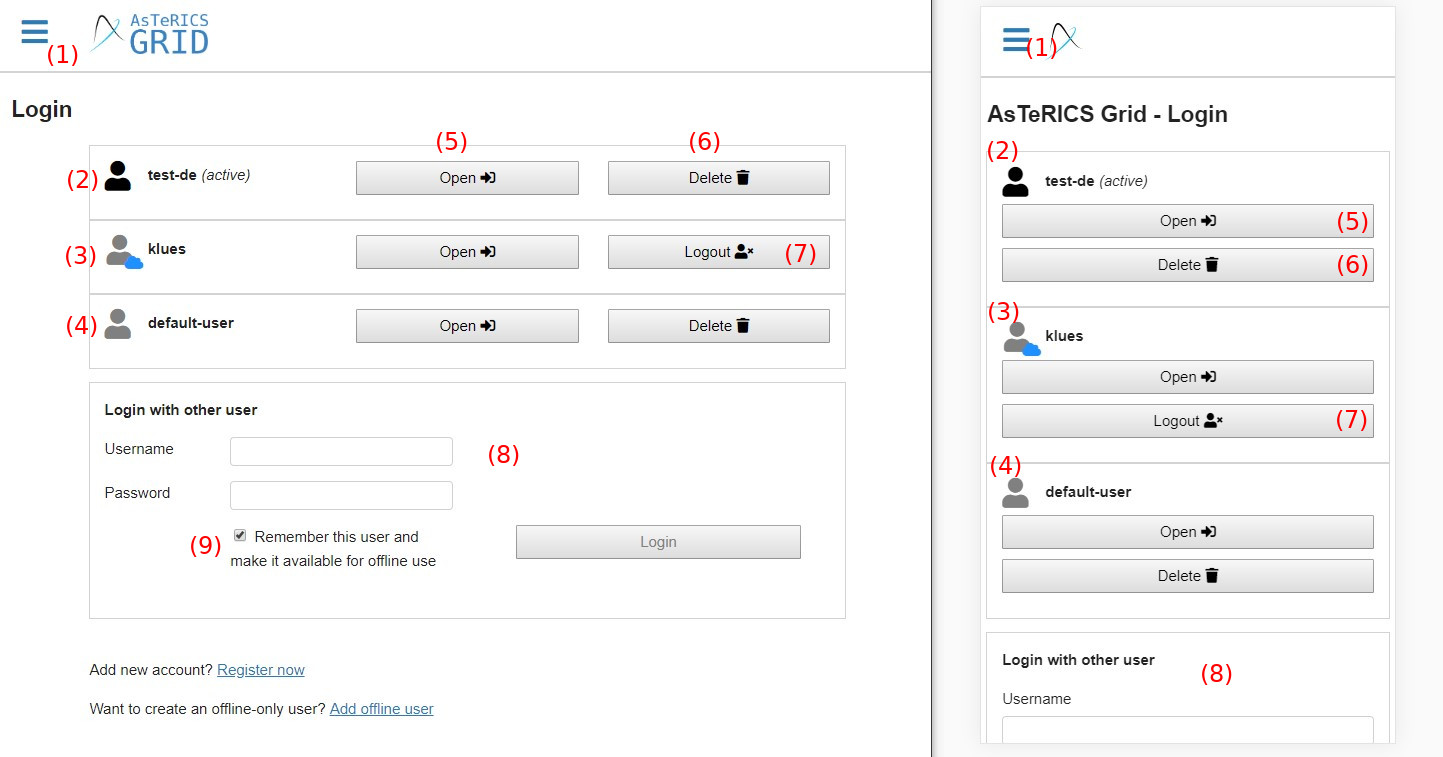 AsTeRICS
GRID
(1)
Login
(5) (6)
(2) test-de (active) Open Delete
(3) klues Open Logout (7)
(4) default-user Open Delete
Login with other user
Username (8)
Password
(9) Remember this user and
make it available for offline use
Login
Add new account? Register now
Want to create an offline-only user? Add offline user
(1)
AsTeRICS Grid - Login
(2)
test-de (active)
Open (5)
Delete (6)
(3)
klues
Open
Logout (7)
(4)
default-user
Open
Delete
Login with other user
(8)
Username